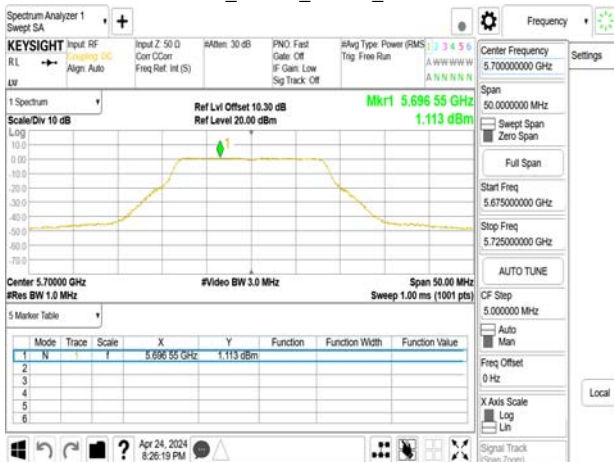 Spectrum Analyzer 1
Swept SA
+
Frequency
KEYSIGHT
Input: RF
Coupling: DC
Align: Auto
RL
Input Z: 50 Ω
Corr CCorr
Freq Ref: Int (S)
#Atten: 30 dB
PNO: Fast
Gate: Off
IF Gain: Low
Sig Track: Off
#Avg Type: Power (RMS
Trig: Free Run
1 2 3 4 5 6
A W W W W W
A N N N N N
Center Frequency
5.700000000 GHz
Settings
1 Spectrum
Scale/Div 10 dB
Ref Lvl Offset 10.30 dB
Ref Level 20.00 dBm
Mkr1 5.696 55 GHz
1.113 dBm
Span
50.0000000 MHz
Swept Span
Zero Span
Full Span
Start Freq
5.675000000 GHz
Stop Freq
5.725000000 GHz
AUTO TUNE
CF Step
5.000000 MHz
Auto
Man
Freq Offset
0 Hz
X Axis Scale
Log
Lin
Local
Signal Track
(Span Zoom)
Log
10.0
0.00
-10.0
-20.0
-30.0
-40.0
-50.0
-60.0
-70.0
1
Center 5.70000 GHz
#Res BW 1.0 MHz
#Video BW 3.0 MHz
Span 50.00 MHz
Sweep 1.00 ms (1001 pts)
5 Marker Table
Mode Trace Scale X Y Function Function Width Function Value
1 N 1 f 5.696 55 GHz 1.113 dBm
2
3
4
5
6
?
Apr 24, 2024
8:26:19 PM